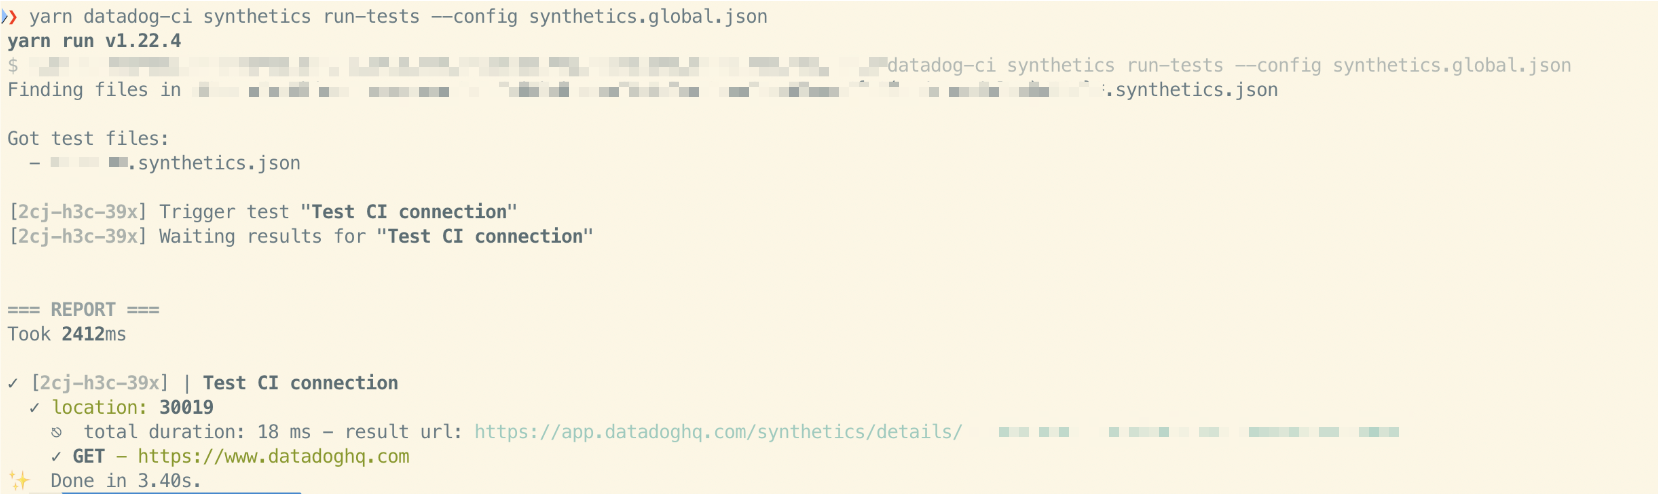 ❯ yarn datadog-ci synthetics run-tests --config synthetics.global.json
yarn run v1.22.4
$ datadog-ci synthetics run-tests --config synthetics.global.json
Finding files in .synthetics.json
Got test files:
- .synthetics.json
[2cj-h3c-39x] Trigger test "Test CI connection"
[2cj-h3c-39x] Waiting results for "Test CI connection"
=== REPORT ===
Took 2412ms
✓ [2cj-h3c-39x] | Test CI connection
✓ location: 30019
⎋ total duration: 18 ms - result url: https://app.datadoghq.com/synthetics/details/
✓ GET - https://www.datadoghq.com
✨ Done in 3.40s.